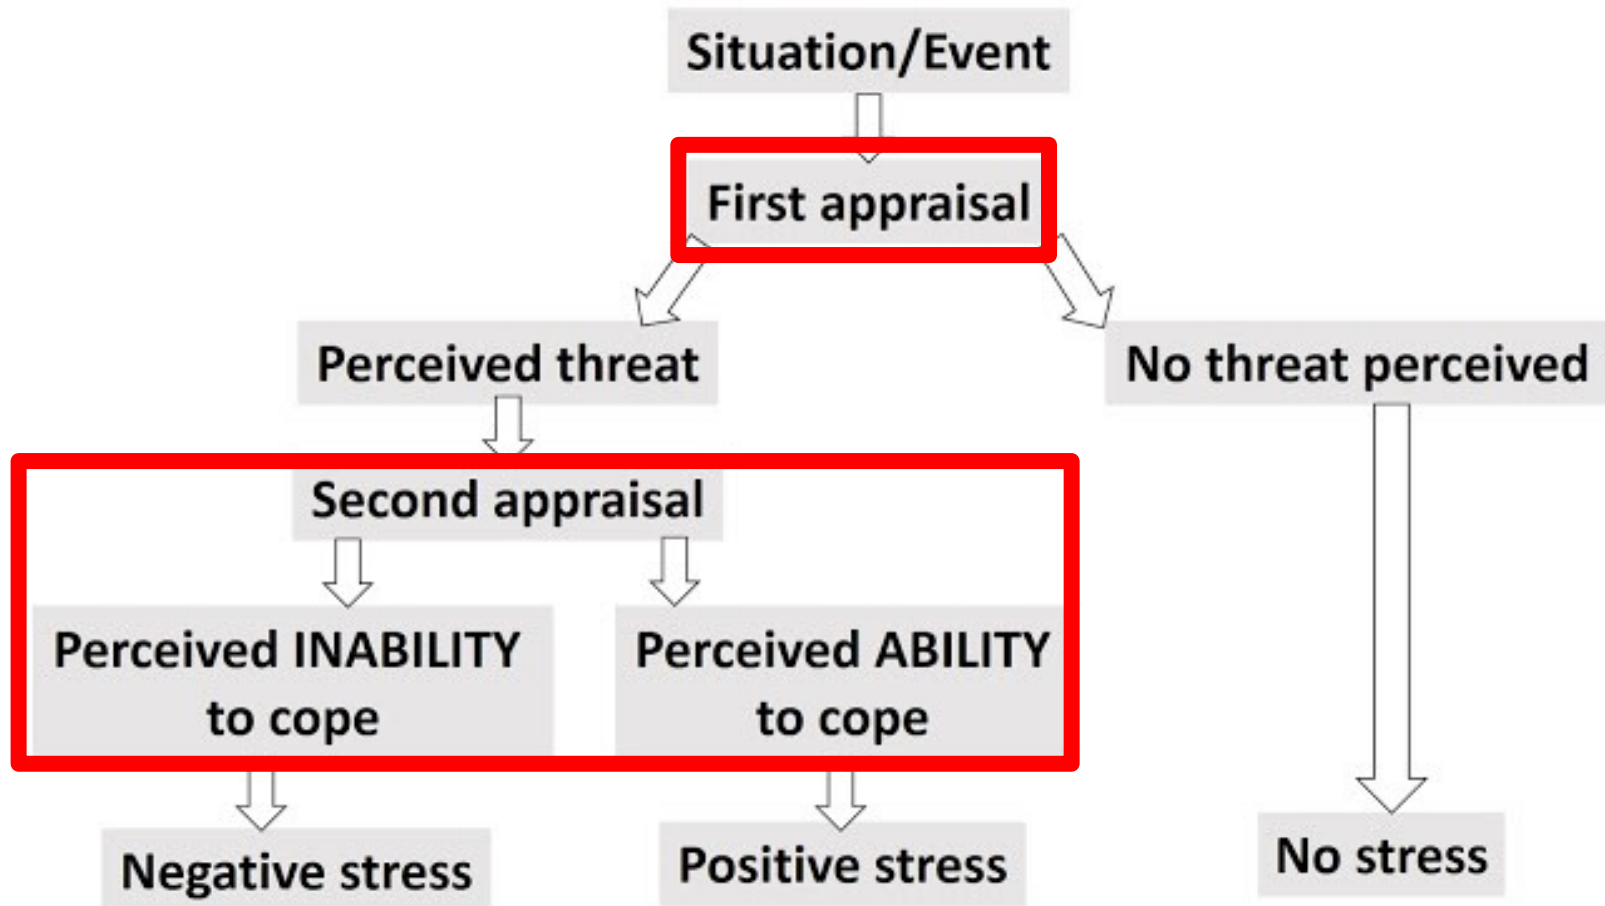 Situation/Event
First appraisal
Perceived threat
No threat perceived
Second appraisal
Perceived INABILITY
to cope
Perceived ABILITY
to cope
Negative stress
Positive stress
No stress